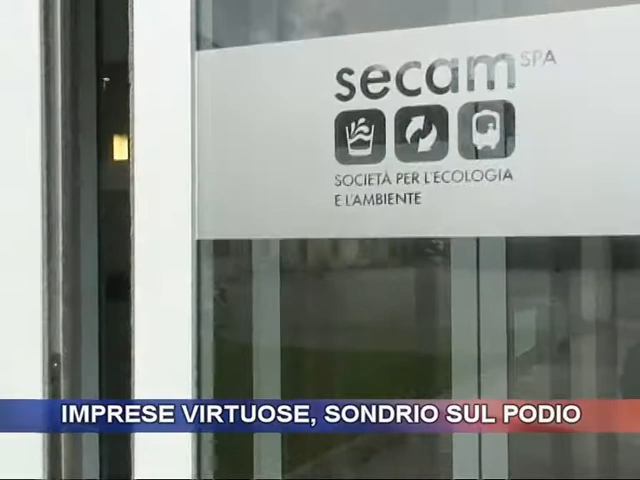 secam SPA
SOCIETÀ PER L'ECOLOGIA
E L'AMBIENTE
IMPRESE VIRTUOSE, SONDRIO SUL PODIO